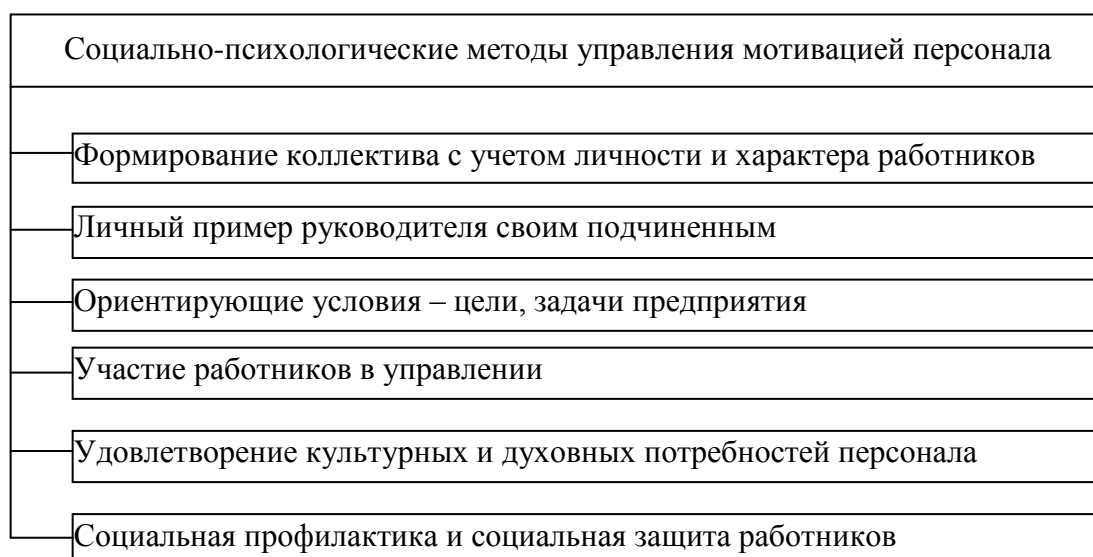 Социально-психологические методы управления мотивацией персонала
Формирование коллектива с учетом личности и характера работников
Личный пример руководителя своим подчиненным
Ориентирующие условия – цели, задачи предприятия
Участие работников в управлении
Удовлетворение культурных и духовных потребностей персонала
Социальная профилактика и социальная защита работников